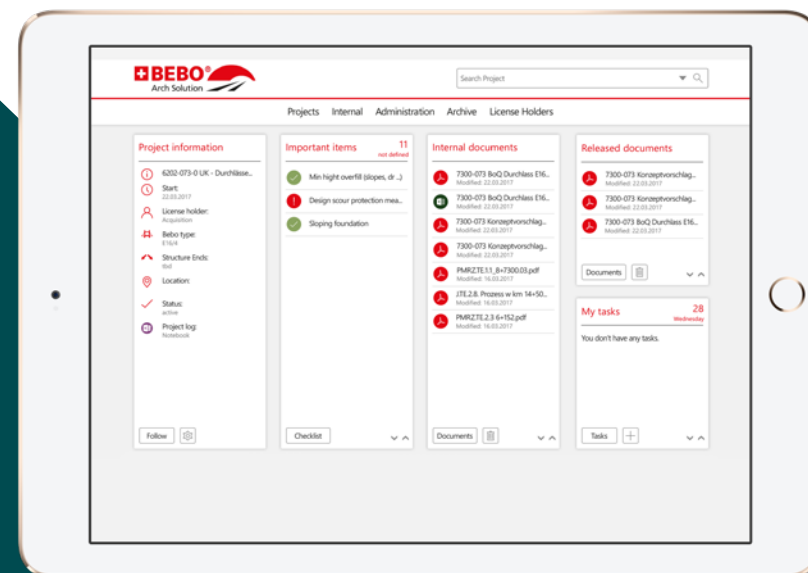 BEBO®
Arch Solution
Search Project
Projects Internal Administration Archive License Holders
Project information
6202-073-0 UK - Durchlässe...
Start:
22.03.2017
License holder:
Acquisition
Bebo type:
E16/4
Structure Ends:
tbd
Location:
Status:
active
Project log:
Notebook
Follow
Important items
11
not defined
Min hight overfill (slopes, dr ...)
Design scour protection mea...
Sloping foundation
Checklist
Internal documents
7300-073 BoQ Durchlass E16...
Modified: 22.03.2017
7300-073 BoQ Durchlass E16...
Modified: 22.03.2017
7300-073 Konzeptvorschlag...
Modified: 22.03.2017
7300-073 Konzeptvorschlag...
Modified: 22.03.2017
PMRZ.TE.1.1_8+7300.03.pdf
Modified: 16.03.2017
J.TE.2.8. Prozess w km 14+50...
Modified: 16.03.2017
PMRZ.TE.2.3 6+152.pdf
Modified: 16.03.2017
Documents
Released documents
7300-073 Konzeptvorschlag...
Modified: 22.03.2017
7300-073 Konzeptvorschlag...
Modified: 22.03.2017
7300-073 BoQ Durchlass E16...
Modified: 22.03.2017
Documents
My tasks
28
Wednesday
You don't have any tasks.
Tasks